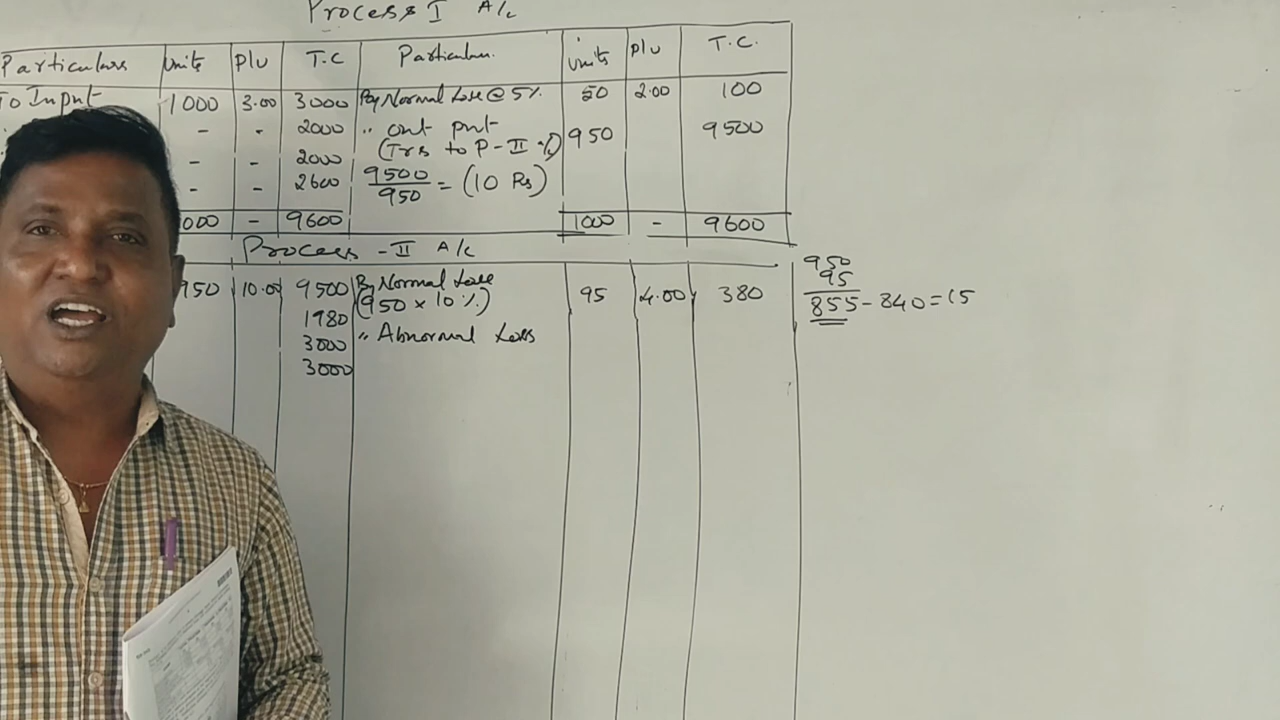 Process I A/c
Particulars Units P/U T.C Particulars. Units P/U T.C.
To Input 1000 3.00 3000 By Normal Loss @ 5% 50 2.00 100
- - 2000 " out put 950 9500
- - 2000 (Trs to P-II A/c)
- - 2600 9500/950 = (10 Rs)
000 - 9600 1000 - 9600
Process - II A/c
950 10.00 9500 By Normal Loss 95 4.00 380
1980 (950 x 10%)
3000 " Abnormal Loss
3000
950
95
855 - 840 = 15